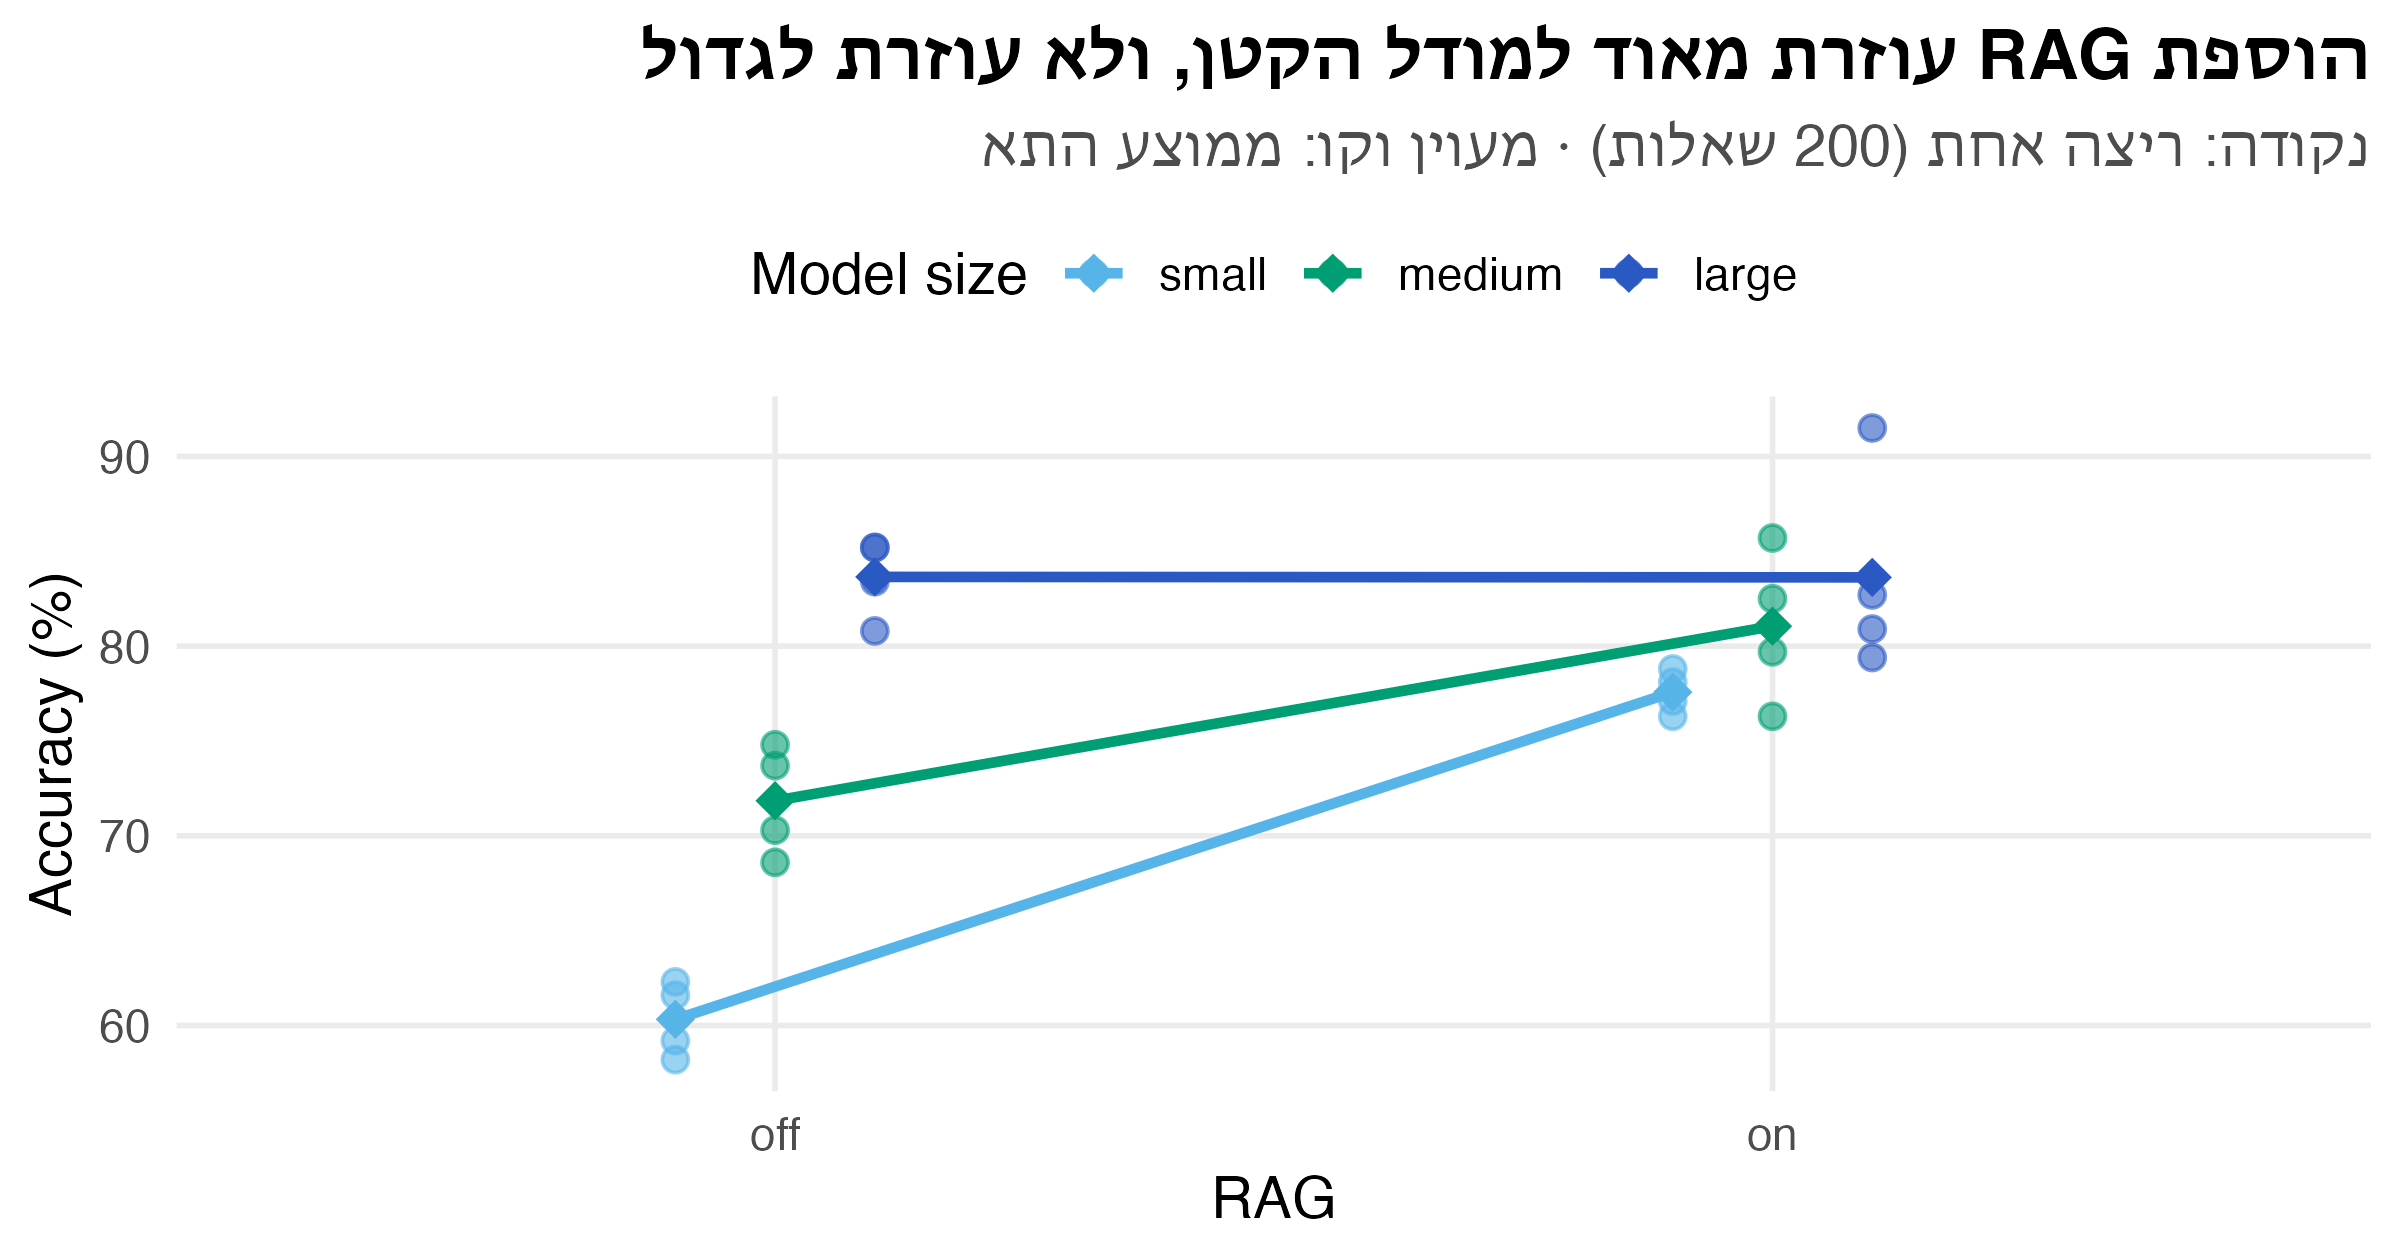 הוספת RAG עוזרת מאוד למודל הקטן, ולא עוזרת לגדול
נקודה: ריצה אחת (200 שאלות) · מעוין וקו: ממוצע התא
Model size small medium large
90
80
70
60
Accuracy (%)
off on
RAG